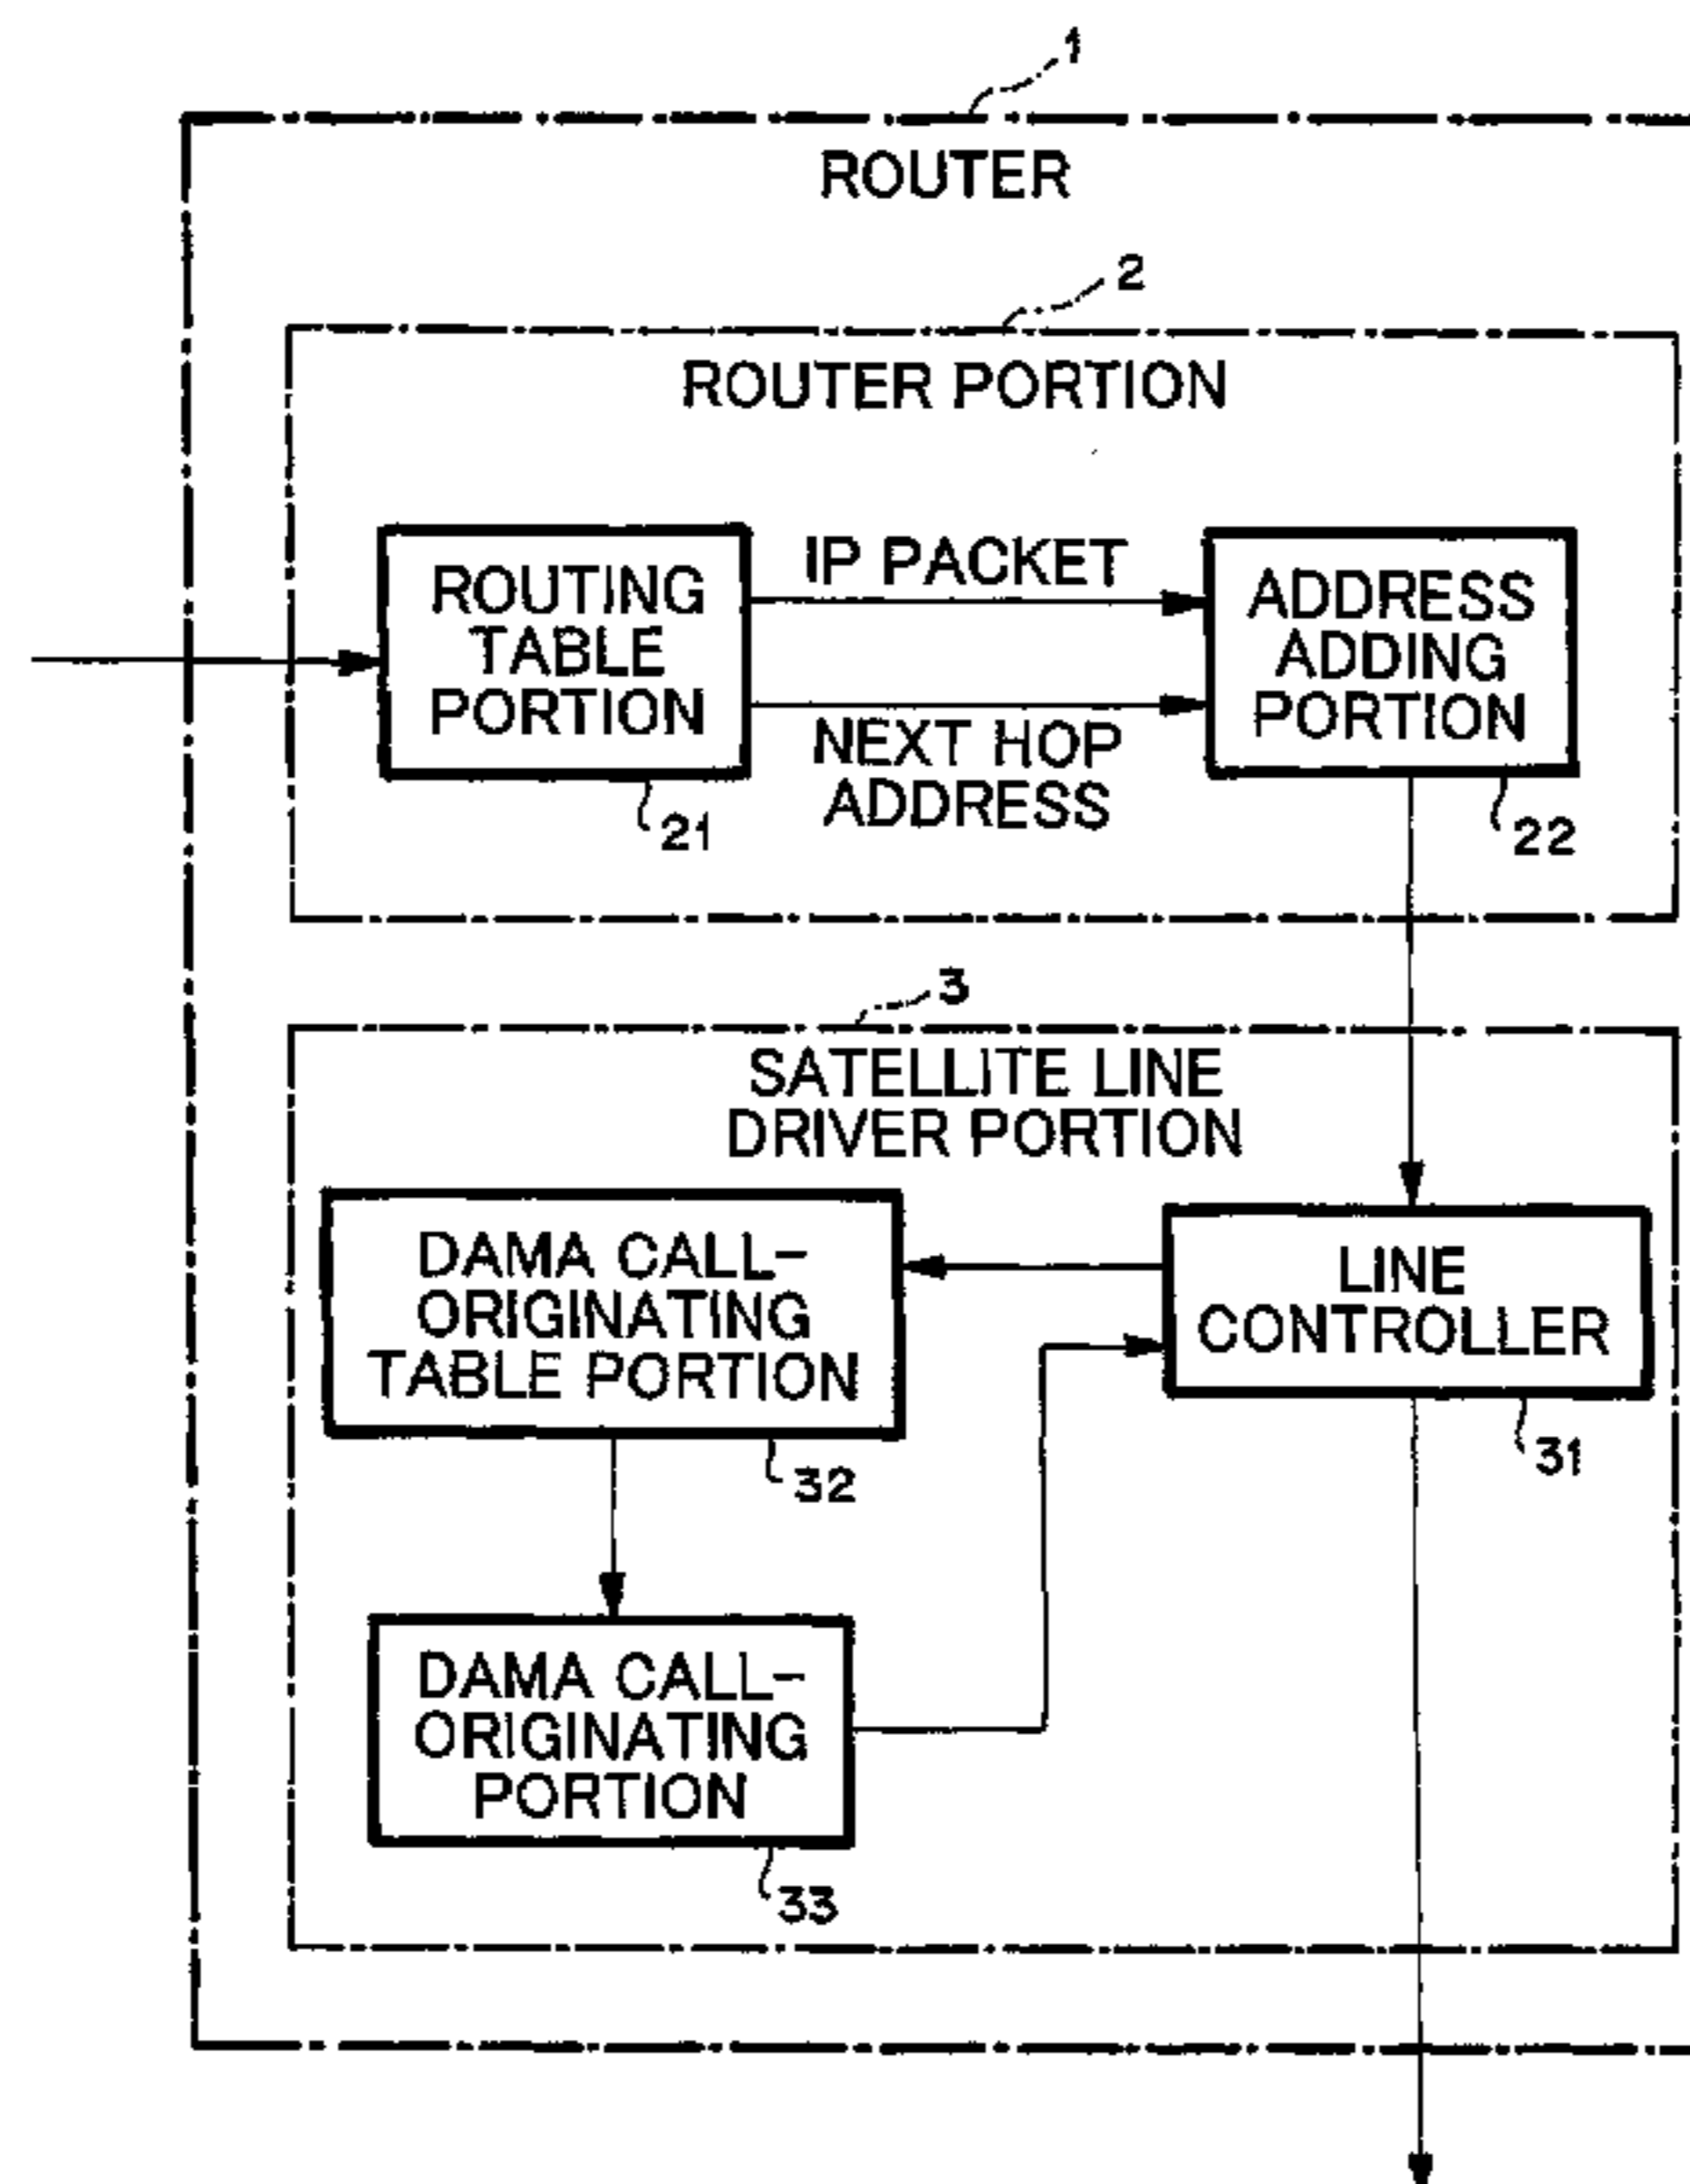 1
ROUTER
2
ROUTER PORTION
ROUTING
TABLE
PORTION
21
IP PACKET
NEXT HOP
ADDRESS
ADDRESS
ADDING
PORTION
22
3
SATELLITE LINE
DRIVER PORTION
DAMA CALL-
ORIGINATING
TABLE PORTION
32
LINE
CONTROLLER
31
DAMA CALL-
ORIGINATING
PORTION
33